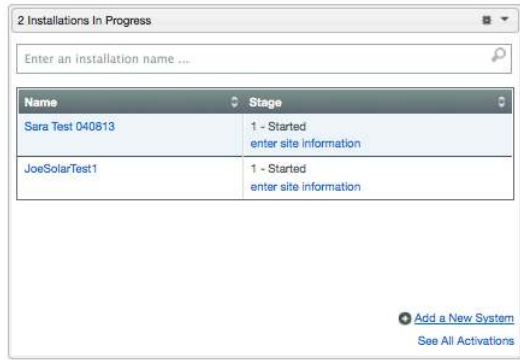 2 Installations In Progress
Enter an installation name ...
Name Stage
Sara Test 040813 1 - Started
enter site information
JoeSolarTest1 1 - Started
enter site information
Add a New System
See All Activations